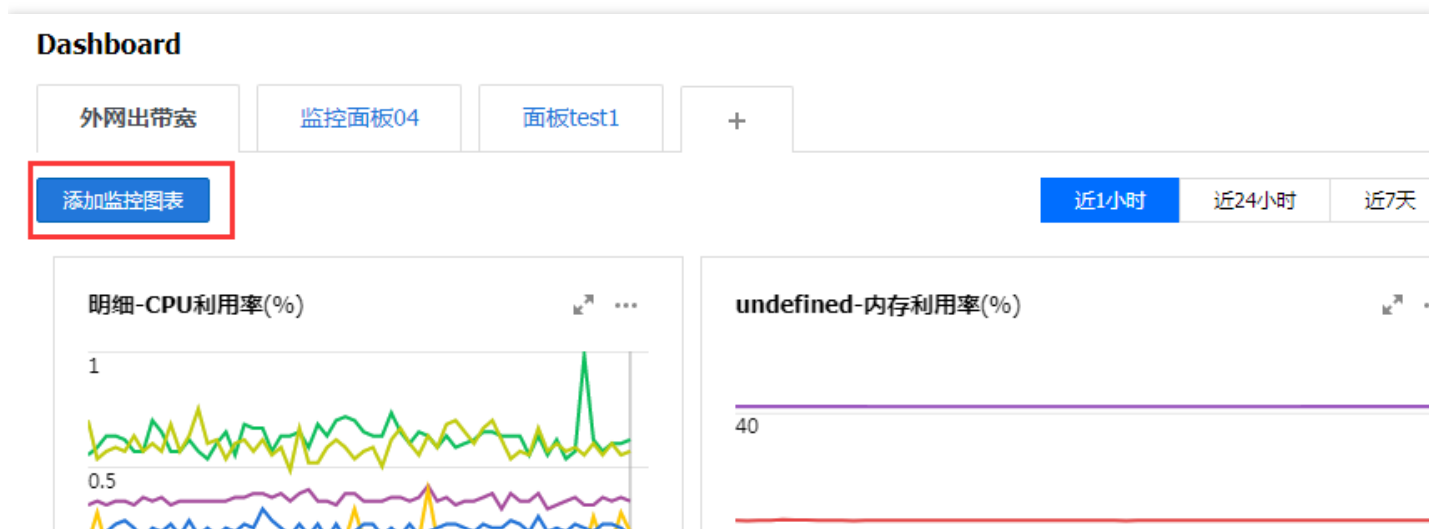 Dashboard
外网出带宽 监控面板04 面板test1 +
添加监控图表 近1小时 近24小时 近7天
明细-CPU利用率(%) undefined-内存利用率(%)
1
40
0.5